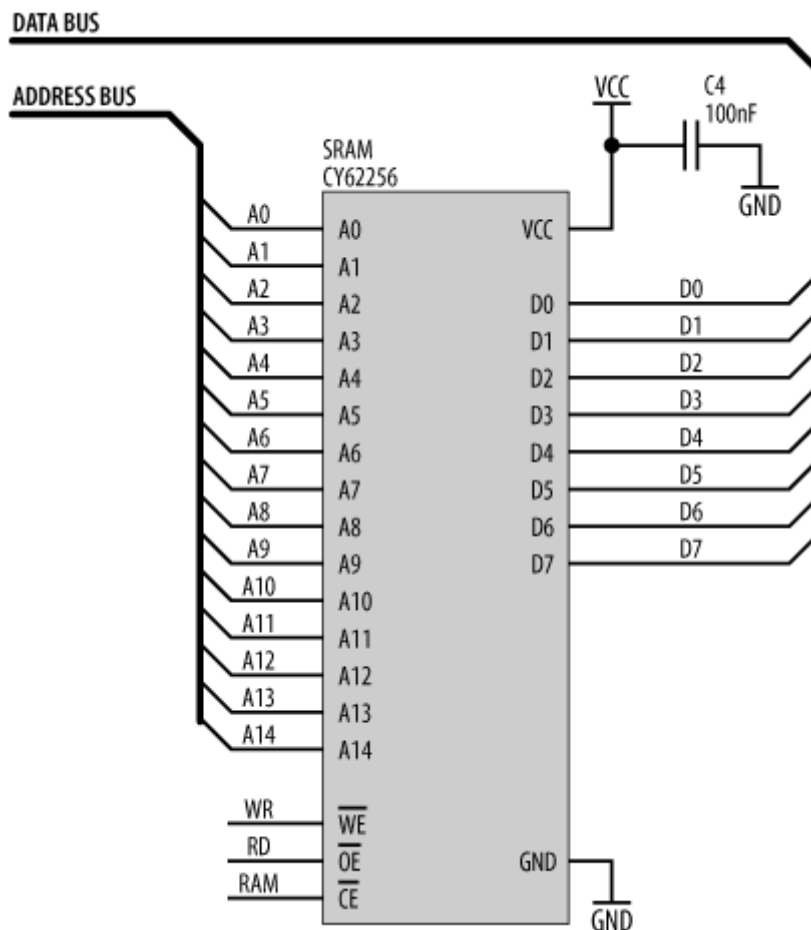 DATA BUS
ADDRESS BUS
VCC
C4
100nF
GND
SRAM
CY62256
A0
A0
VCC
A1
A1
A2
A2
D0
D0
A3
A3
D1
D1
A4
A4
D2
D2
A5
A5
D3
D3
A6
A6
D4
D4
A7
A7
D5
D5
A8
A8
D6
D6
A9
A9
D7
D7
A10
A10
A11
A11
A12
A12
A13
A13
A14
A14
WR
WE
RD
OE
GND
RAM
CE
GND